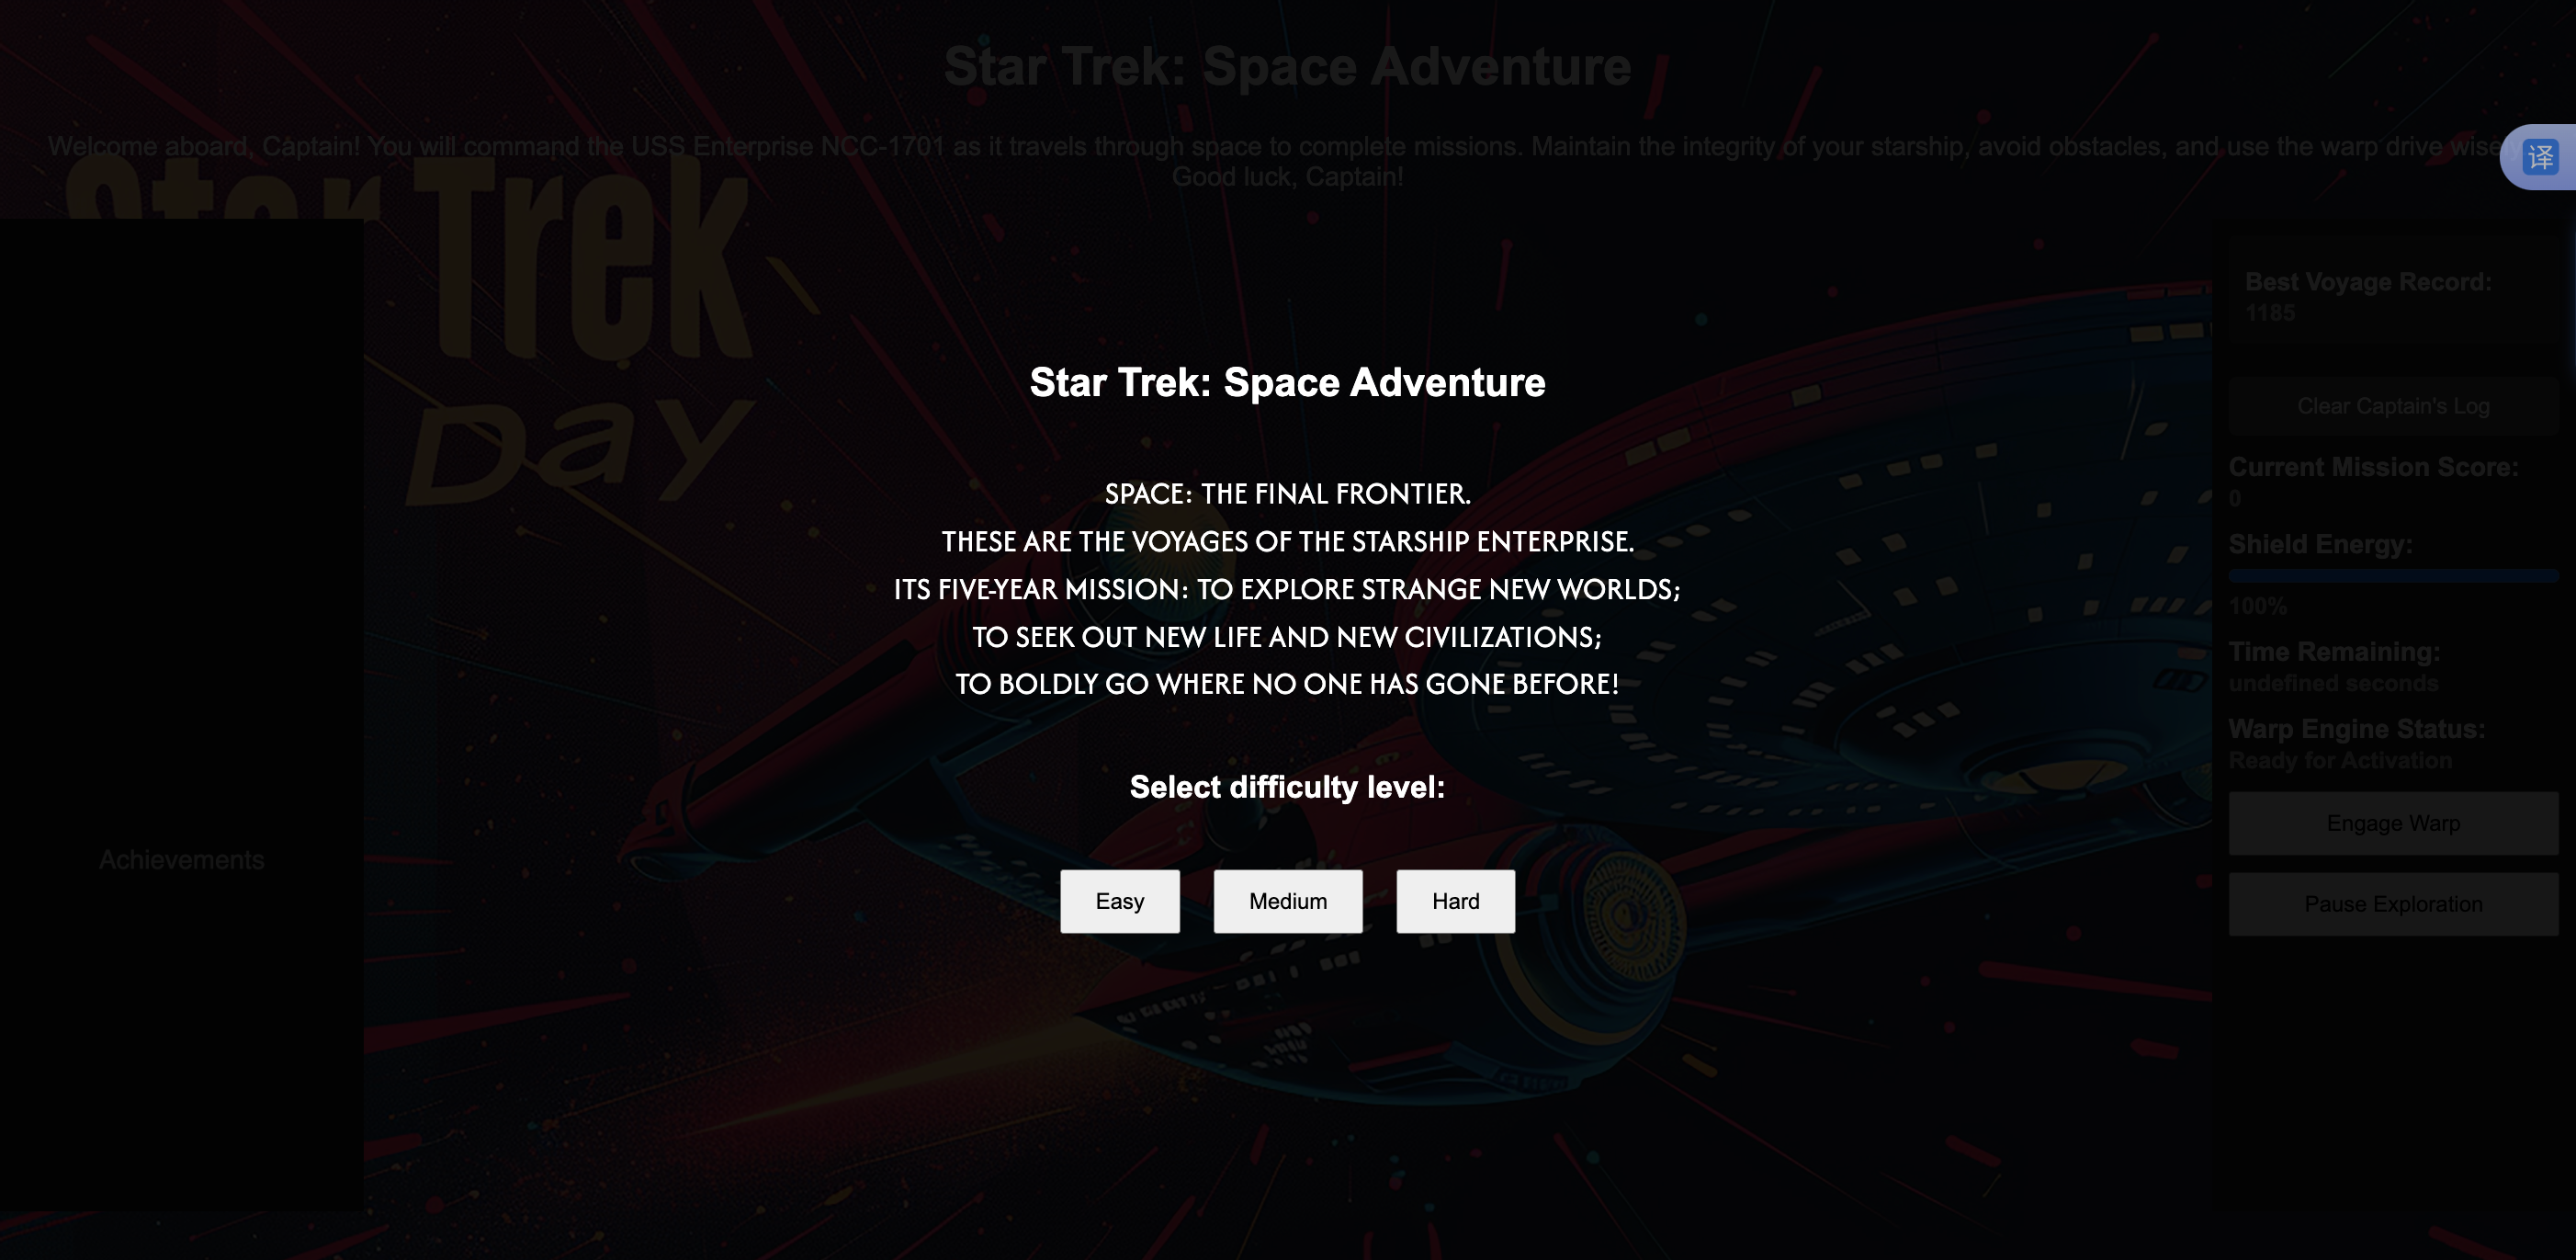 Star Trek: Space Adventure
Welcome aboard, Captain! You will command the USS Enterprise NCC-1701 as it travels through space to complete missions. Maintain the integrity of your starship, avoid obstacles, and use the warp drive wisely
Good luck, Captain!
译
Star Trek
Day
Achievements
Star Trek: Space Adventure
SPACE: THE FINAL FRONTIER.
THESE ARE THE VOYAGES OF THE STARSHIP ENTERPRISE.
ITS FIVE-YEAR MISSION: TO EXPLORE STRANGE NEW WORLDS;
TO SEEK OUT NEW LIFE AND NEW CIVILIZATIONS;
TO BOLDLY GO WHERE NO ONE HAS GONE BEFORE!
Select difficulty level:
Easy Medium Hard
Best Voyage Record:
1185
Clear Captain's Log
Current Mission Score:
0
Shield Energy:
100%
Time Remaining:
undefined seconds
Warp Engine Status:
Ready for Activation
Engage Warp
Pause Exploration